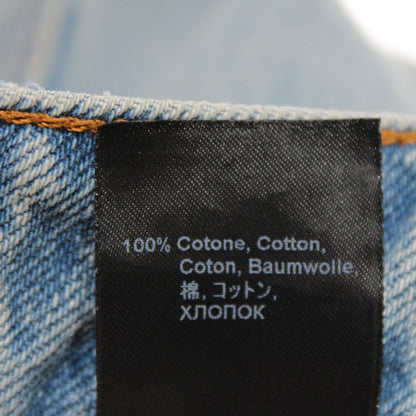 100% Cotone, Cotton,
Coton, Baumwolle,
棉, コットン,
ХЛОПОК